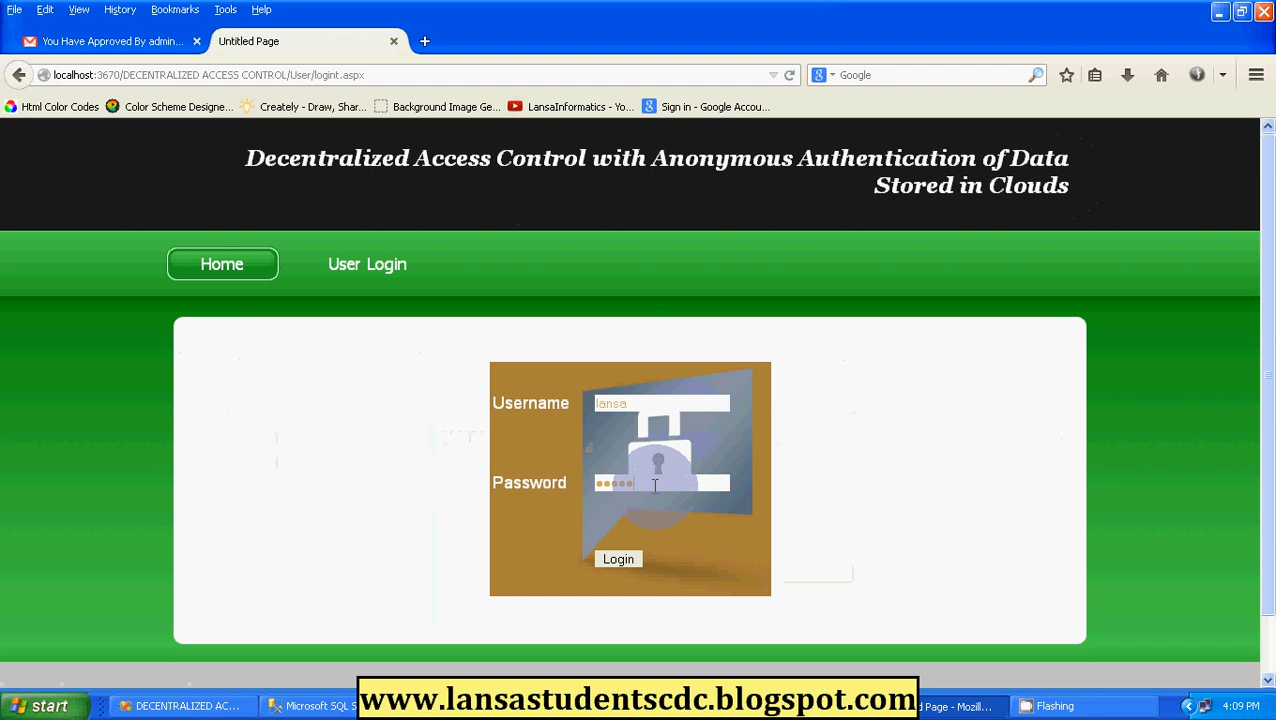 File Edit View History Bookmarks Tools Help
You Have Approved By admin... Untitled Page
localhost:3670/DECENTRALIZED ACCESS CONTROL/User/logint.aspx Google
Html Color Codes Color Scheme Designe... Creately - Draw, Shar... Background Image Ge... LansaInformatics - Yo... Sign in - Google Accou...
Decentralized Access Control with Anonymous Authentication of Data
Stored in Clouds
Home User Login
Username lansa
Password
Login
www.lansastudentscdc.blogspot.com
start DECENTRALIZED AC... Microsoft SQL S Page - Mozilla... Flashing 4:09 PM